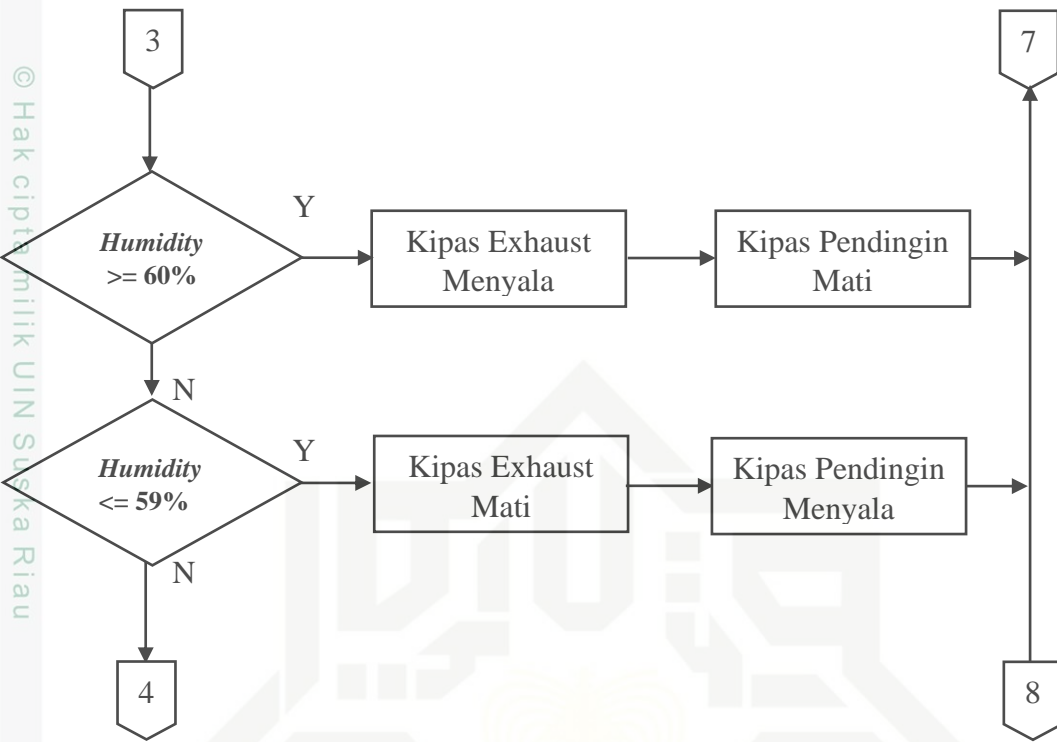 3
7
© Hak cipta milik UIN Suska Riau
Y
Humidity
>= 60%
Kipas Exhaust
Menyala
Kipas Pendingin
Mati
N
Y
Humidity
<= 59%
Kipas Exhaust
Mati
Kipas Pendingin
Menyala
N
4
8